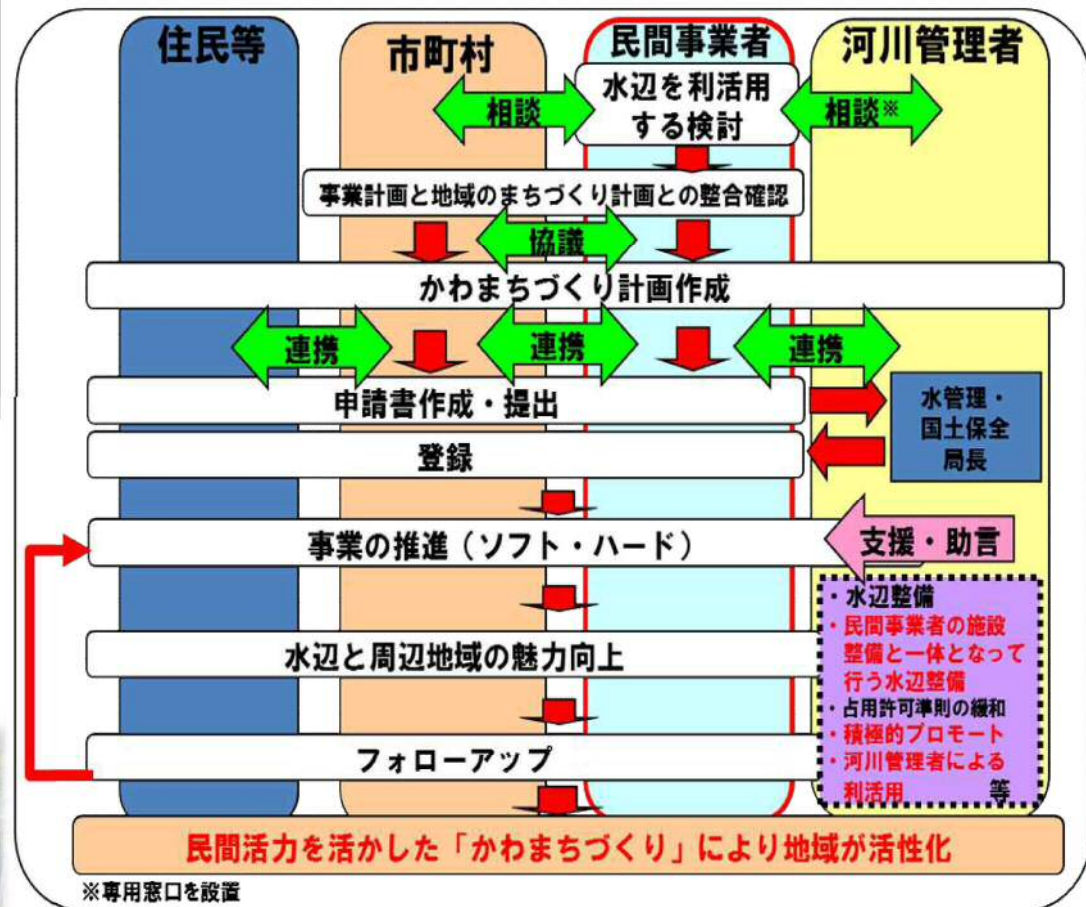 住民等
市町村
民間事業者
河川管理者
相談
水辺を利活用
する検討
相談※
事業計画と地域のまちづくり計画との整合確認
協議
かわまちづくり計画作成
連携
連携
連携
申請書作成・提出
水管理・
国土保全
局長
登録
事業の推進（ソフト・ハード）
支援・助言
・水辺整備
・民間事業者の施設
整備と一体となって
行う水辺整備
・占用許可準則の緩和
・積極的プロモート
・河川管理者による
利活用 等
水辺と周辺地域の魅力向上
フォローアップ
民間活力を活かした「かわまちづくり」により地域が活性化
※専用窓口を設置